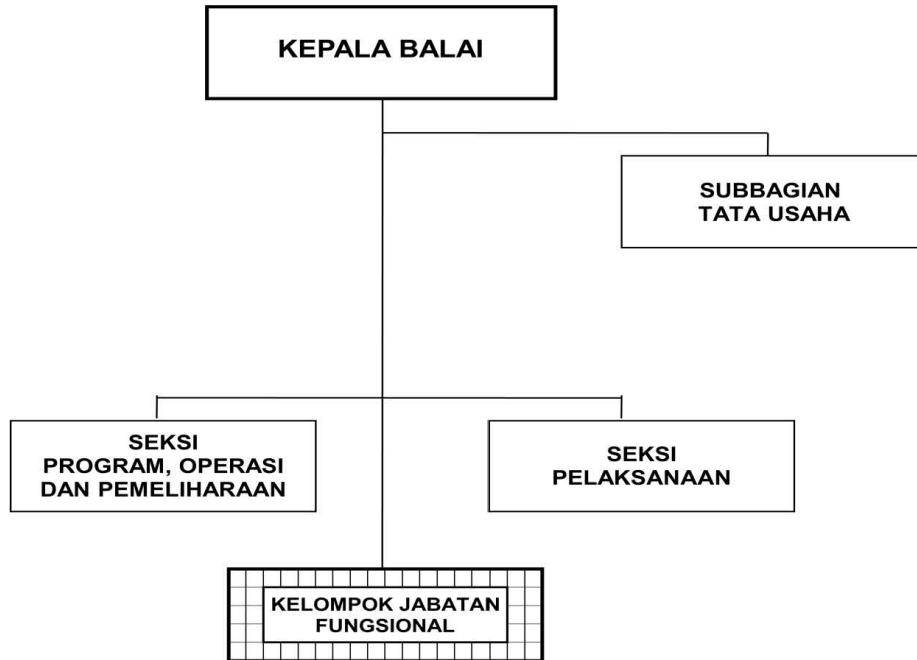 KEPALA BALAI
SUBBAGIAN
TATA USAHA
SEKSI
PROGRAM, OPERASI
DAN PEMELIHARAAN
SEKSI
PELAKSANAAN
KELOMPOK JABATAN
FUNGSIONAL